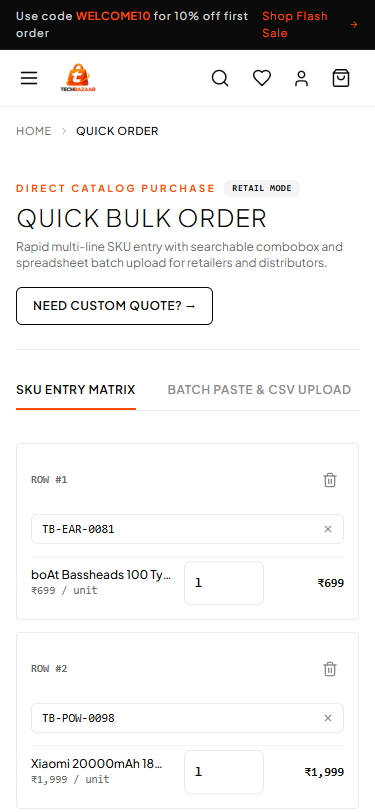 Use code WELCOME10 for 10% off first order
Shop Flash Sale →
TECHBAZAAR
HOME > QUICK ORDER
DIRECT CATALOG PURCHASE RETAIL MODE
QUICK BULK ORDER
Rapid multi-line SKU entry with searchable combobox and
spreadsheet batch upload for retailers and distributors.
NEED CUSTOM QUOTE? →
SKU ENTRY MATRIX BATCH PASTE & CSV UPLOAD
ROW #1
TB-EAR-0081 ×
boAt Bassheads 100 Ty... 1 ₹699
₹699 / unit
ROW #2
TB-POW-0098 ×
Xiaomi 20000mAh 18... 1 ₹1,999
₹1,999 / unit